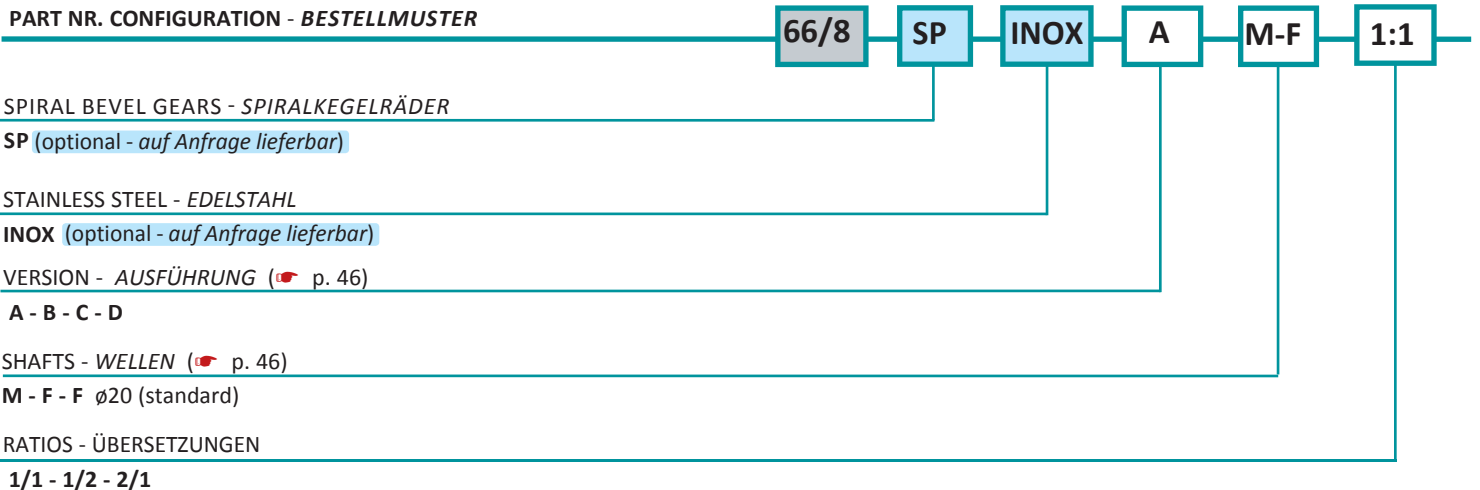 PART NR. CONFIGURATION - BESTELLMUSTER
66/8 SP INOX A M-F 1:1
SPIRAL BEVEL GEARS - SPIRALKEGELRÄDER
SP (optional - auf Anfrage lieferbar)
STAINLESS STEEL - EDELSTAHL
INOX (optional - auf Anfrage lieferbar)
VERSION - AUSFÜHRUNG (☛ p. 46)
A - B - C - D
SHAFTS - WELLEN (☛ p. 46)
M - F - F ø20 (standard)
RATIOS - ÜBERSETZUNGEN
1/1 - 1/2 - 2/1